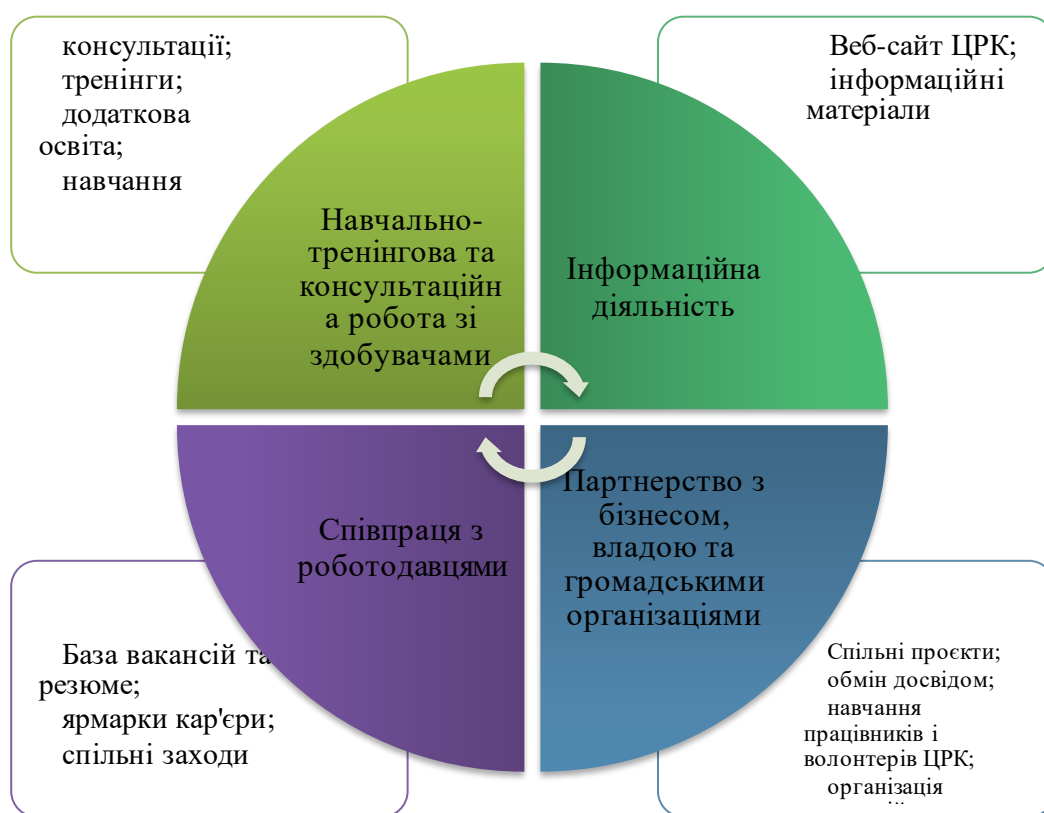 консультації;
тренінги;
додаткова
освіта;
навчання
Веб-сайт ЦРК;
інформаційні
матеріали
Навчально-
тренінгова та
консультаційн
а робота зі
здобувачами
Інформаційна
діяльність
Співпраця з
роботодавцями
Партнерство з
бізнесом,
владою та
громадськими
організаціями
База вакансій та
резюме;
ярмарки кар'єри;
спільні заходи
Спільні проєкти;
обмін досвідом;
навчання
працівників і
волонтерів ЦРК;
організація